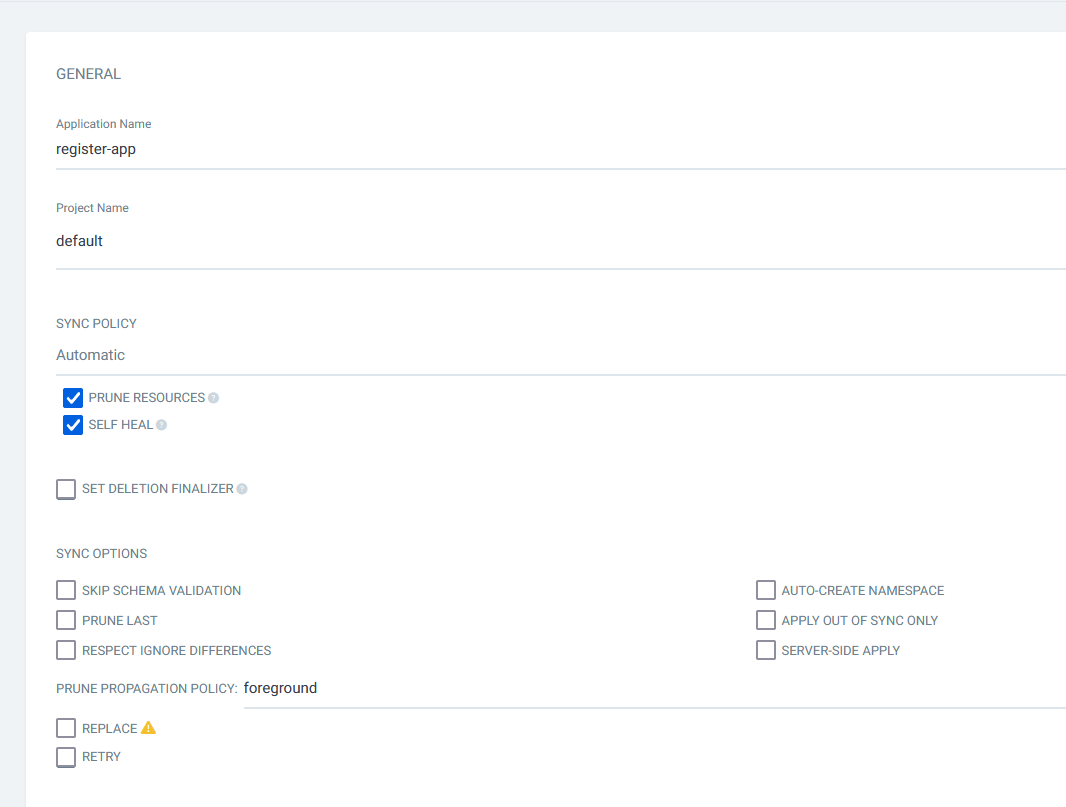 GENERAL
Application Name
register-app
Project Name
default
SYNC POLICY
Automatic
PRUNE RESOURCES
SELF HEAL
SET DELETION FINALIZER
SYNC OPTIONS
SKIP SCHEMA VALIDATION
AUTO-CREATE NAMESPACE
PRUNE LAST
APPLY OUT OF SYNC ONLY
RESPECT IGNORE DIFFERENCES
SERVER-SIDE APPLY
PRUNE PROPAGATION POLICY: foreground
REPLACE
RETRY